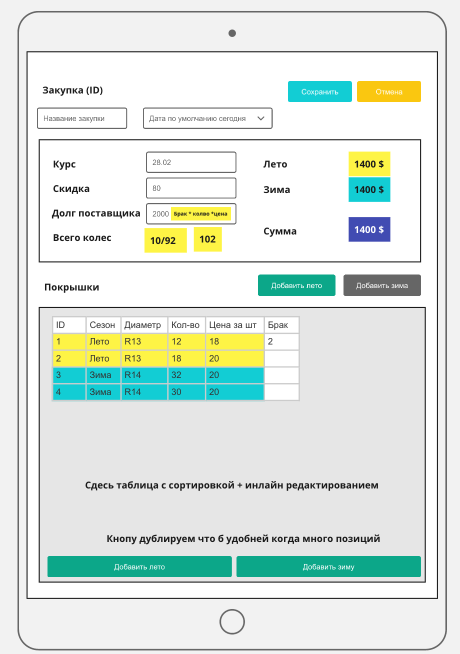 Закупка (ID)
Сохранить
Отмена
Название закупки
Дата по умолчанию сегодня
Курс
28.02
Лето
1400 $
Скидка
80
Зима
1400 $
Долг поставщика
2000
Брак * колво *цена
Всего колес
10/92
102
Сумма
1400 $
Покрышки
Добавить лето
Добавить зима
ID Сезон Диаметр Кол-во Цена за шт Брак
1 Лето R13 12 18 2
2 Лето R13 18 20
3 Зима R14 32 20
4 Зима R14 30 20
Сдесь таблица с сортировкой + инлайн редактированием
Кнопу дублируем что б удобней когда много позиций
Добавить лето
Добавить зиму